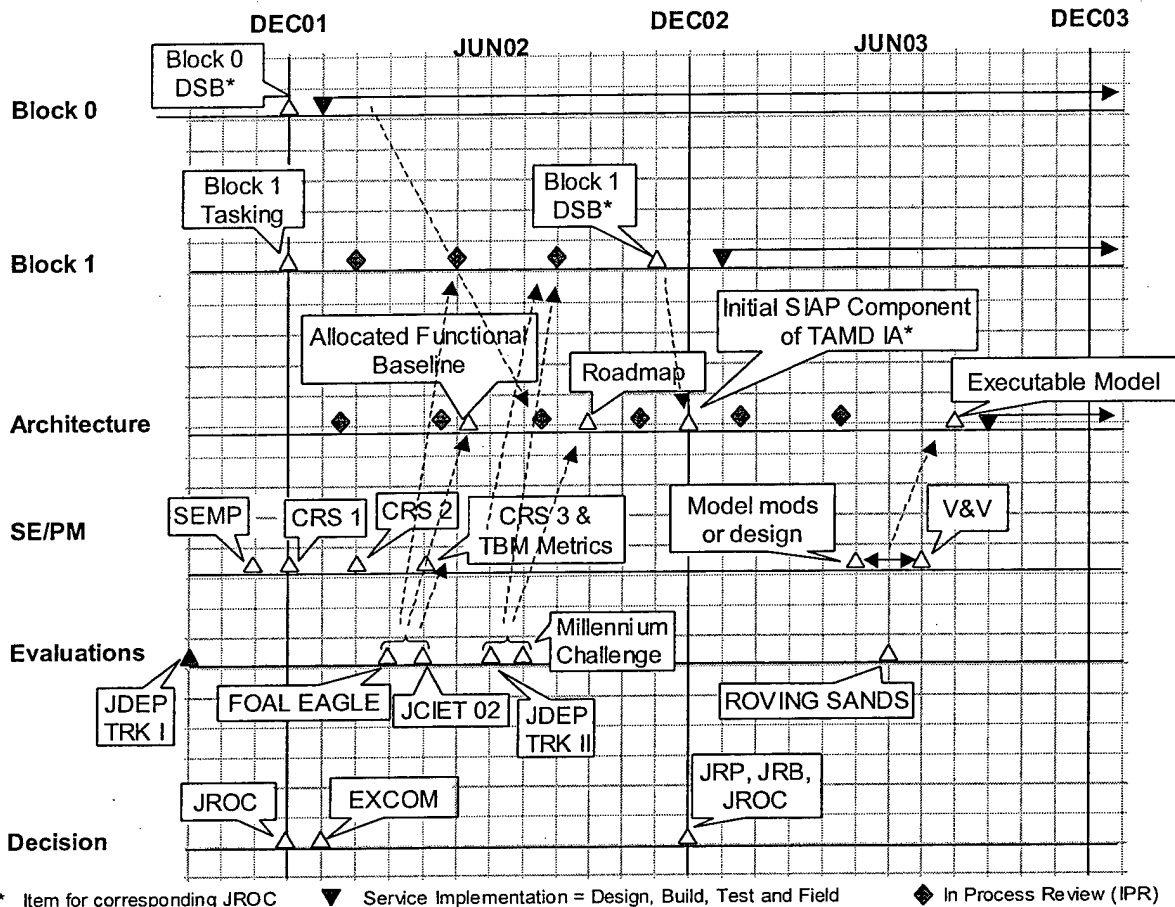 DEC01
DEC02
DEC03
JUN02
JUN03
Block 0
Block 0
DSB*
Block 1
Block 1
Tasking
Block 1
DSB*
Architecture
Allocated Functional
Baseline
Roadmap
Initial SIAP Component
of TAMD IA*
Executable Model
SE/PM
SEMP
CRS 1
CRS 2
CRS 3 &
TBM Metrics
Model mods
or design
V&V
Evaluations
JDEP
TRK I
FOAL EAGLE
JCIET 02
JDEP
TRK II
Millennium
Challenge
ROVING SANDS
Decision
JROC
EXCOM
JRP, JRB,
JROC
* Item for corresponding JROC
Service Implementation = Design, Build, Test and Field
In Process Review (IPR)